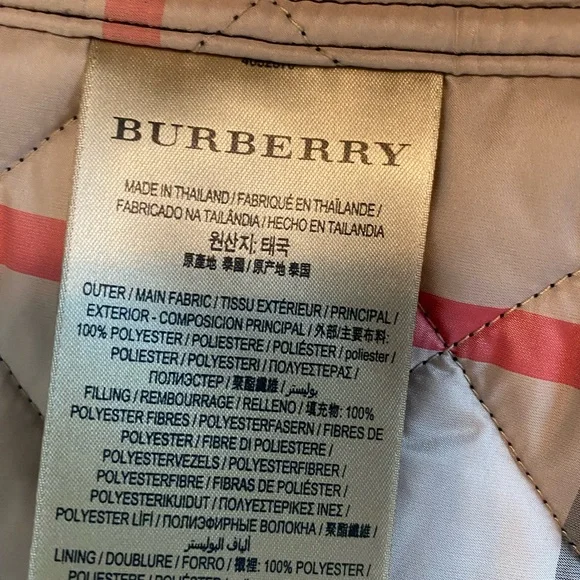 BURBERRY
MADE IN THAILAND / FABRIQUÉ EN THAÏLANDE /
FABRICADO NA TAILÂNDIA / HECHO EN TAILANDIA
원산지: 태국
原產地 泰國 / 原产地 泰国
OUTER / MAIN FABRIC / TISSU EXTÉRIEUR / PRINCIPAL /
EXTERIOR - COMPOSICION PRINCIPAL / 外部/主要布料:
100% POLYESTER / POLIESTERE / POLIÉSTER / poliester /
POLIESTER / POLYESTERI / ΠΟΛΥΕΣΤΕΡΑΣ /
ПОЛИЭСТЕР / 聚酯纖維 / بوليستر
FILLING / REMBOURRAGE / RELLENO / 填充物: 100%
POLYESTER FIBRES / POLYESTERFASERN / FIBRES DE
POLYESTER / FIBRE DI POLIESTERE /
POLYESTERVEZELS / POLYESTERFIBRER /
POLYESTERFIBRE / FIBRAS DE POLIÉSTER /
POLYESTERIKUIDUT / ΠΟΛΥΕΣΤΕΡΙΚΕΣ ΙΝΕΣ /
POLYESTER LİFİ / ПОЛИЭФИРНЫЕ ВОЛОКНА / 聚酯纖維 /
ألياف البوليستر
LINING / DOUBLURE / FORRO / 襯裡: 100% POLYESTER /